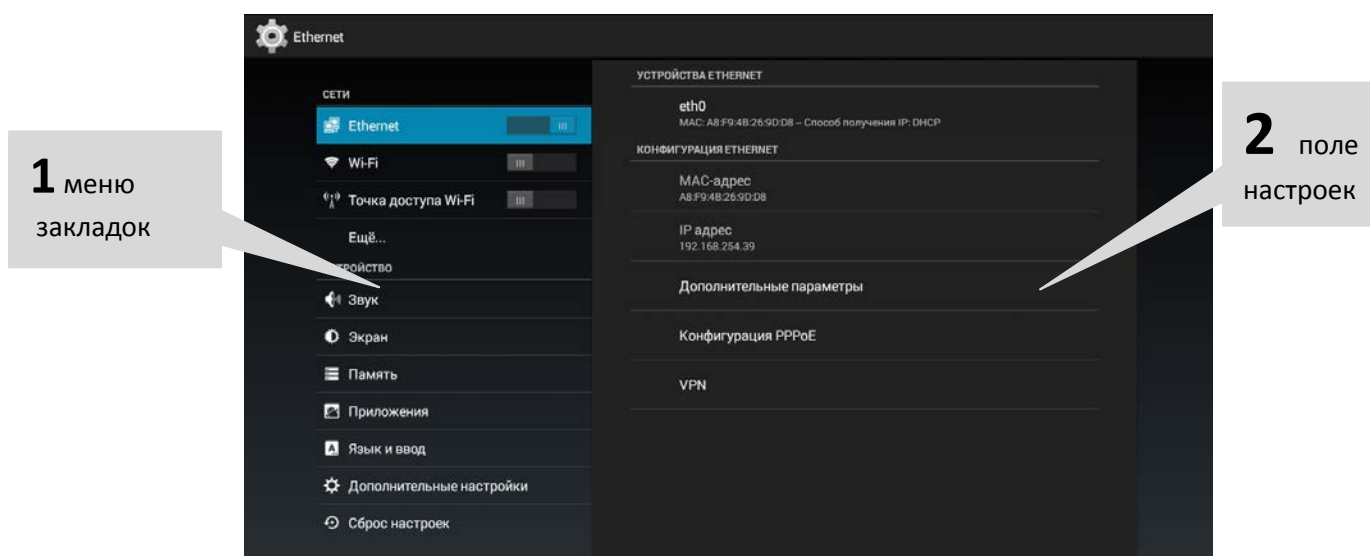 Ethernet
СЕТИ
Ethernet
Wi-Fi
Точка доступа Wi-Fi
Ещё...
ТРОЙСТВО
Звук
Экран
Память
Приложения
Язык и ввод
Дополнительные настройки
Сброс настроек
УСТРОЙСТВА ETHERNET
eth0
MAC: A8:F9:4B:26:9D:D8 – Способ получения IP: DHCP
КОНФИГУРАЦИЯ ETHERNET
MAC-адрес
A8:F9:4B:26:9D:D8
IP адрес
192.168.254.39
Дополнительные параметры
Конфигурация PPPoE
VPN
1 меню
закладок
2 поле
настроек